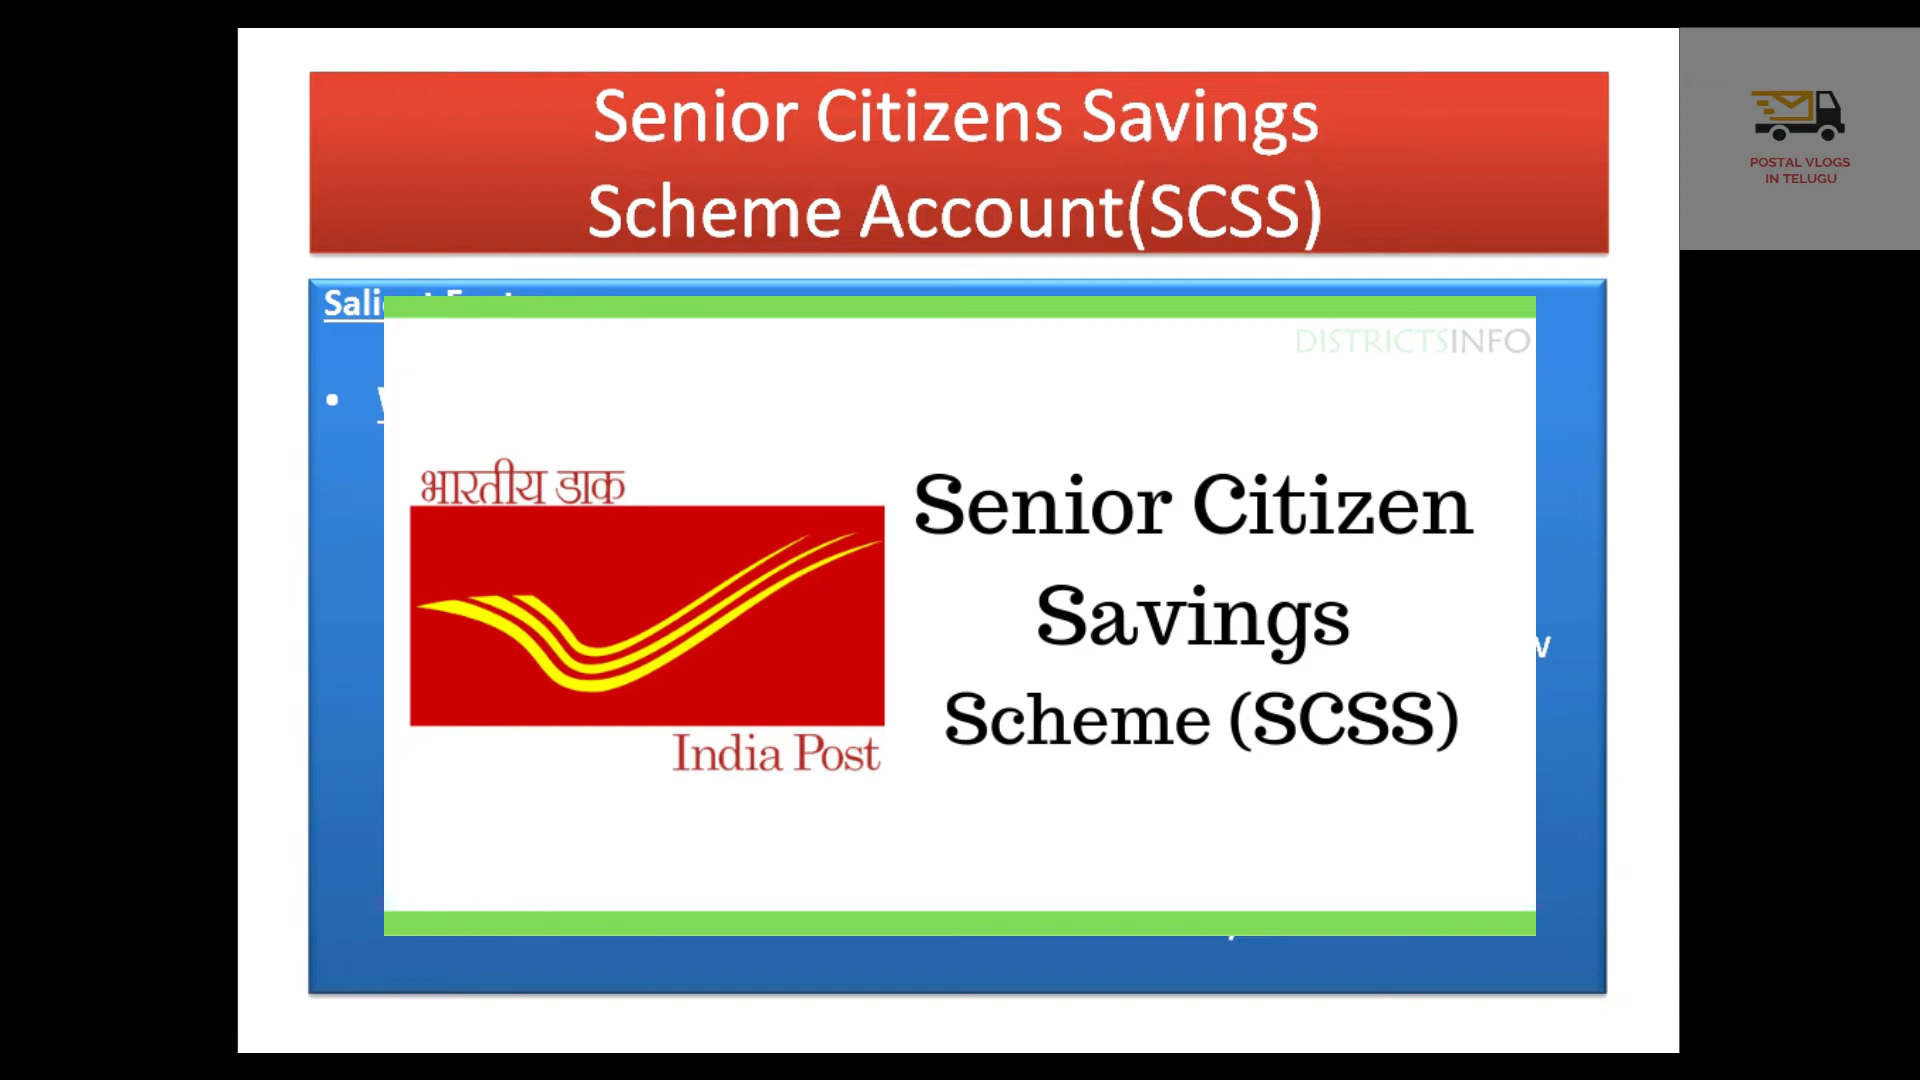 Senior Citizens Savings
Scheme Account(SCSS)
POSTAL VLOGS
IN TELUGU
DISTRICTSINFO
भारतीय डाक
India Post
Senior Citizen
Savings
Scheme (SCSS)